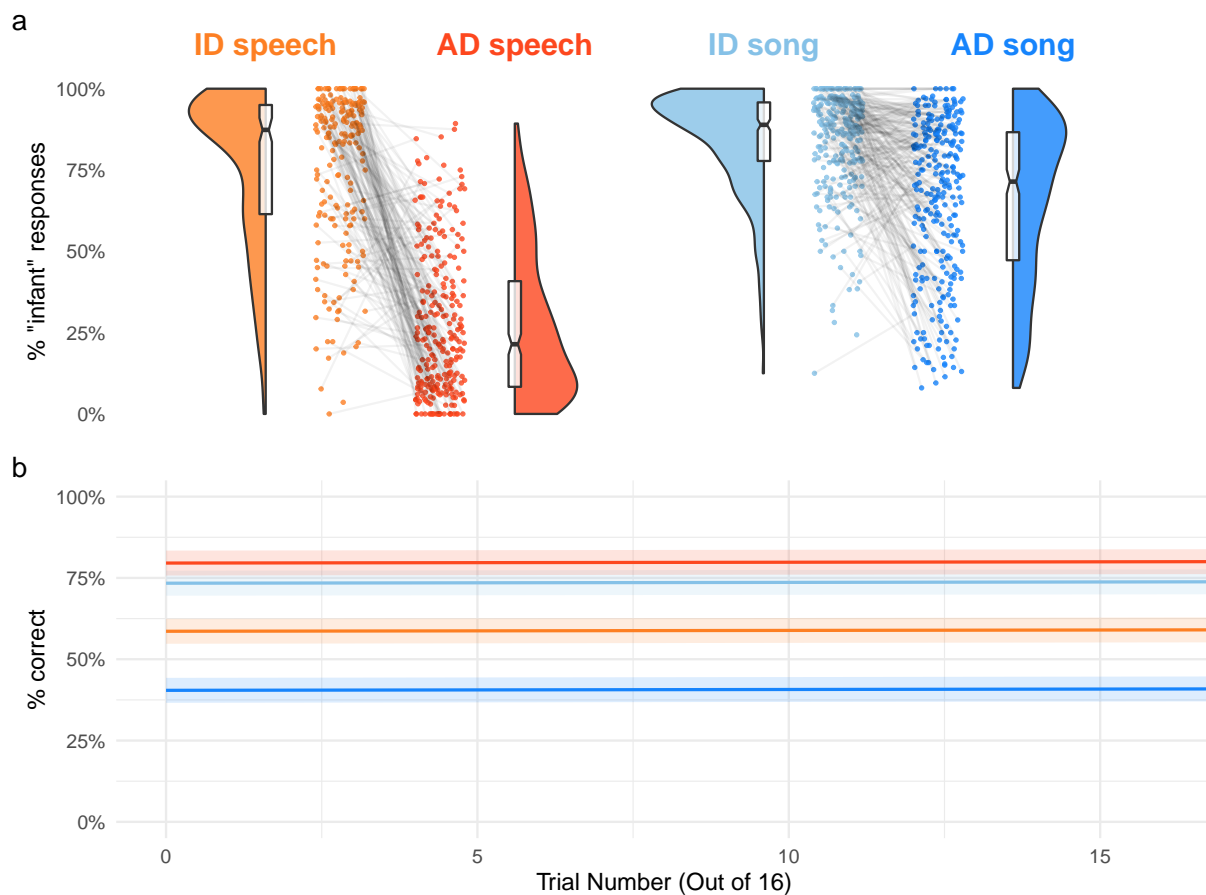 a
ID speech AD speech ID song AD song
100%
75%
50%
25%
0%
% "infant" responses
b
100%
75%
50%
25%
0%
% correct
0 5 10 15
Trial Number (Out of 16)